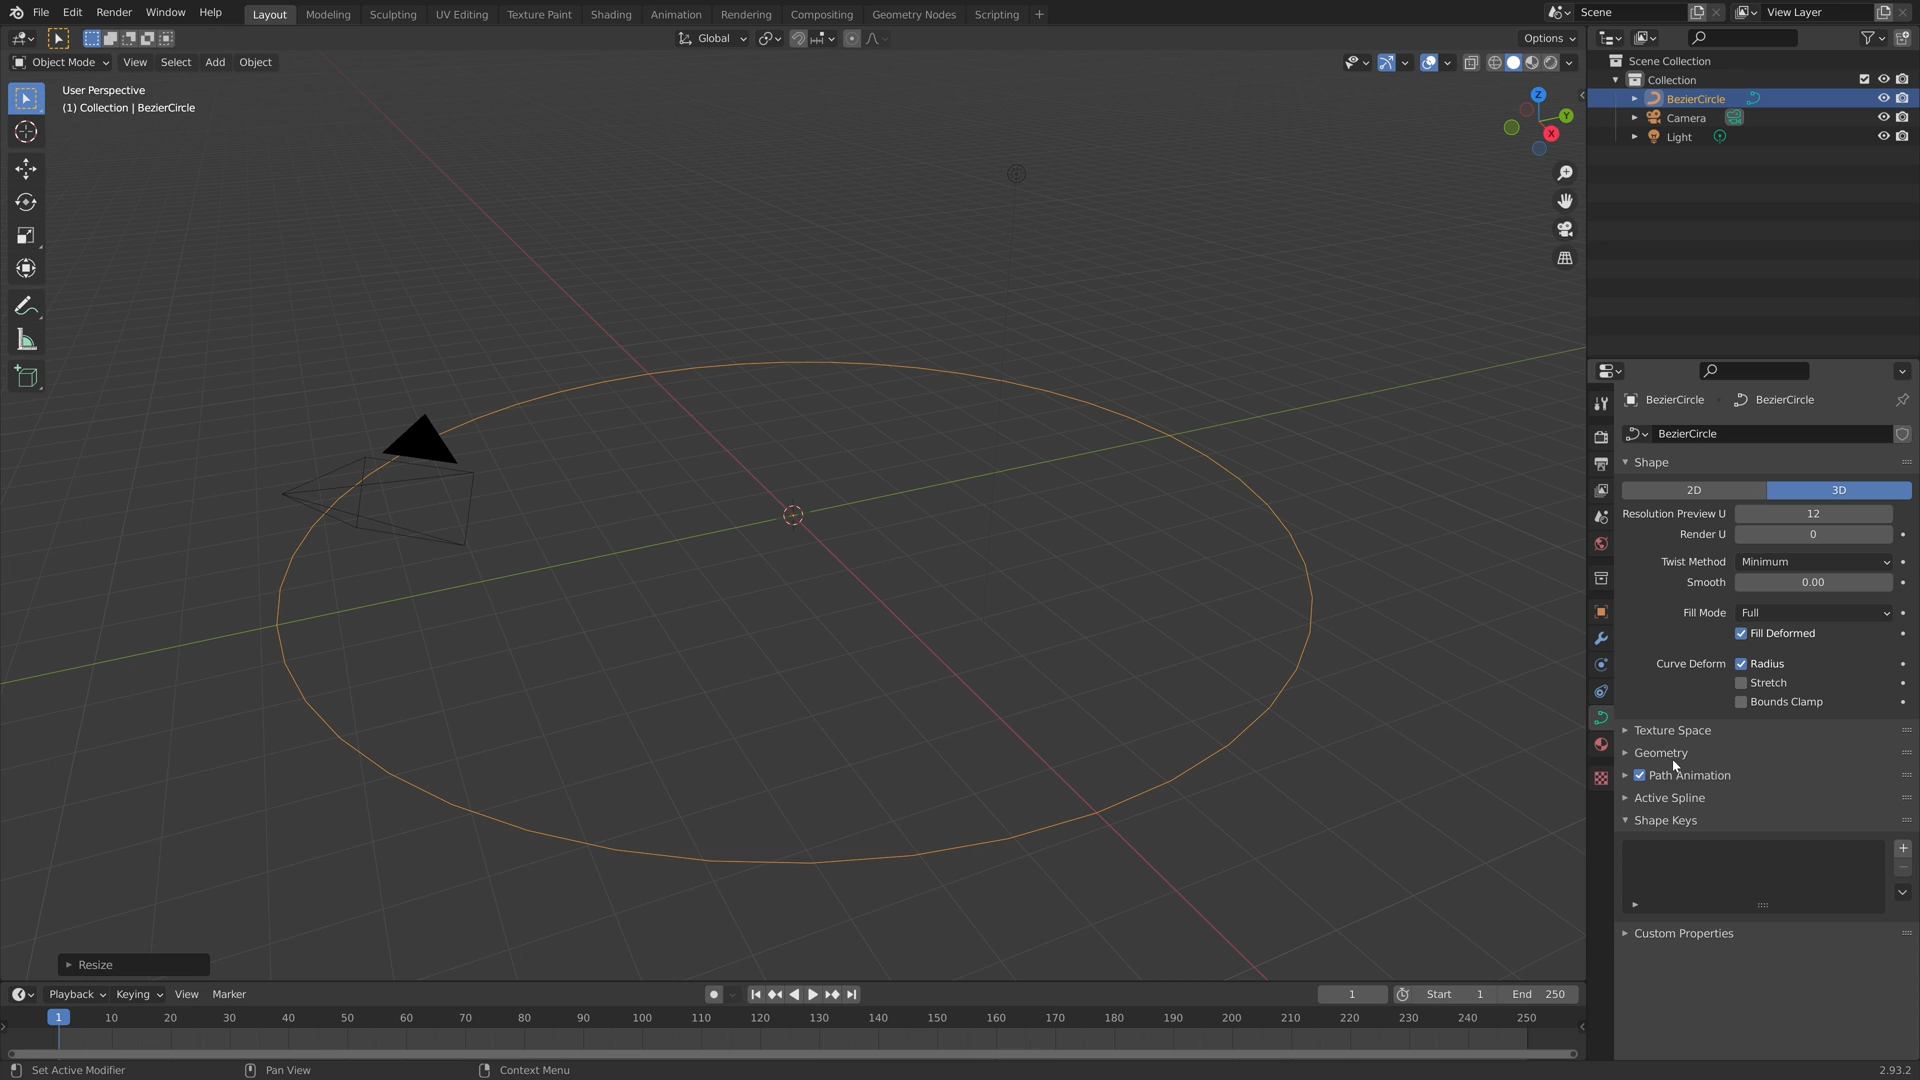 File Edit Render Window Help Layout Modeling Sculpting UV Editing Texture Paint Shading Animation Rendering Compositing Geometry Nodes Scripting + Scene View Layer
Global Options
Object Mode View Select Add Object
User Perspective
(1) Collection | BezierCircle
Z
Y
X
Resize
Scene Collection
Collection
BezierCircle
Camera
Light
BezierCircle BezierCircle
BezierCircle
Shape
2D 3D
Resolution Preview U 12
Render U 0
Twist Method Minimum
Smooth 0.00
Fill Mode Full
Fill Deformed
Curve Deform Radius
Stretch
Bounds Clamp
Texture Space
Geometry
Path Animation
Active Spline
Shape Keys
Custom Properties
Playback Keying View Marker 1 Start 1 End 250
1 10 20 30 40 50 60 70 80 90 100 110 120 130 140 150 160 170 180 190 200 210 220 230 240 250
Set Active Modifier Pan View Context Menu 2.93.2